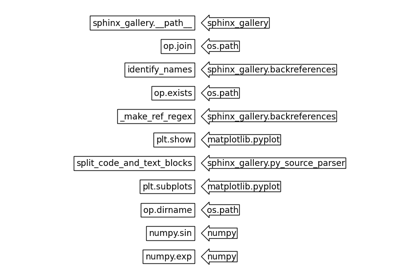 sphinx_gallery.__path__ sphinx_gallery
op.join os.path
identify_names sphinx_gallery.backreferences
op.exists os.path
_make_ref_regex sphinx_gallery.backreferences
plt.show matplotlib.pyplot
split_code_and_text_blocks sphinx_gallery.py_source_parser
plt.subplots matplotlib.pyplot
op.dirname os.path
numpy.sin numpy
numpy.exp numpy